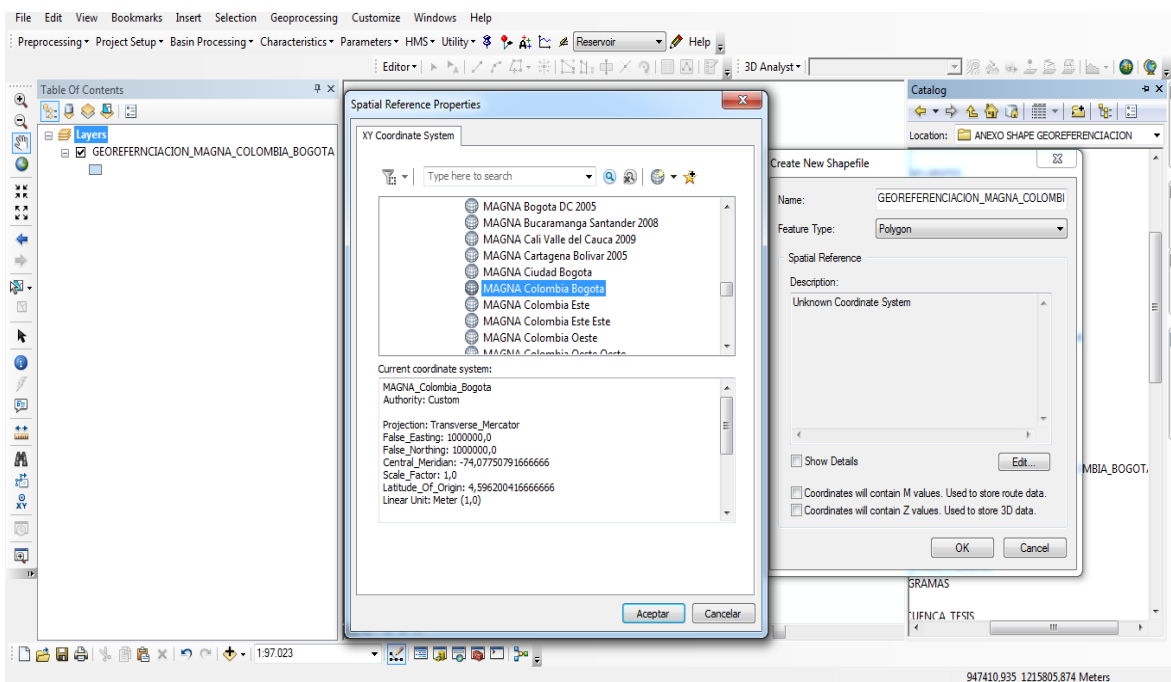 File Edit View Bookmarks Insert Selection Geoprocessing Customize Windows Help
Preprocessing Project Setup Basin Processing Characteristics Parameters HMS Utility Reservoir Help
Editor 3D Analyst
Table Of Contents
Layers
GEOREFERNCIACION_MAGNA_COLOMBIA_BOGOTA
Spatial Reference Properties
XY Coordinate System
Type here to search
MAGNA Bogota DC 2005
MAGNA Bucaramanga Santander 2008
MAGNA Cali Valle del Cauca 2009
MAGNA Cartagena Bolivar 2005
MAGNA Ciudad Bogota
MAGNA Colombia Bogota
MAGNA Colombia Este
MAGNA Colombia Este Este
MAGNA Colombia Oeste
MAGNA Colombia Oeste Oeste
Current coordinate system:
MAGNA_Colombia_Bogota
Authority: Custom
Projection: Transverse_Mercator
False_Easting: 1000000,0
False_Northing: 1000000,0
Central_Meridian: -74,07750791666666
Scale_Factor: 1,0
Latitude_Of_Origin: 4,596200416666666
Linear Unit: Meter (1,0)
Aceptar Cancelar
Create New Shapefile
Name: GEOREFERENCIACION_MAGNA_COLOMBI
Feature Type: Polygon
Spatial Reference
Description:
Unknown Coordinate System
Show Details Edit...
Coordinates will contain M values. Used to store route data.
Coordinates will contain Z values. Used to store 3D data.
OK Cancel
Catalog
Location: ANEXO SHAPE GEOREFERENCIACION
MBIA_BOGOT
GRAMAS
CUENCA TESIS
1:97.023
947410,935 1215805,874 Meters